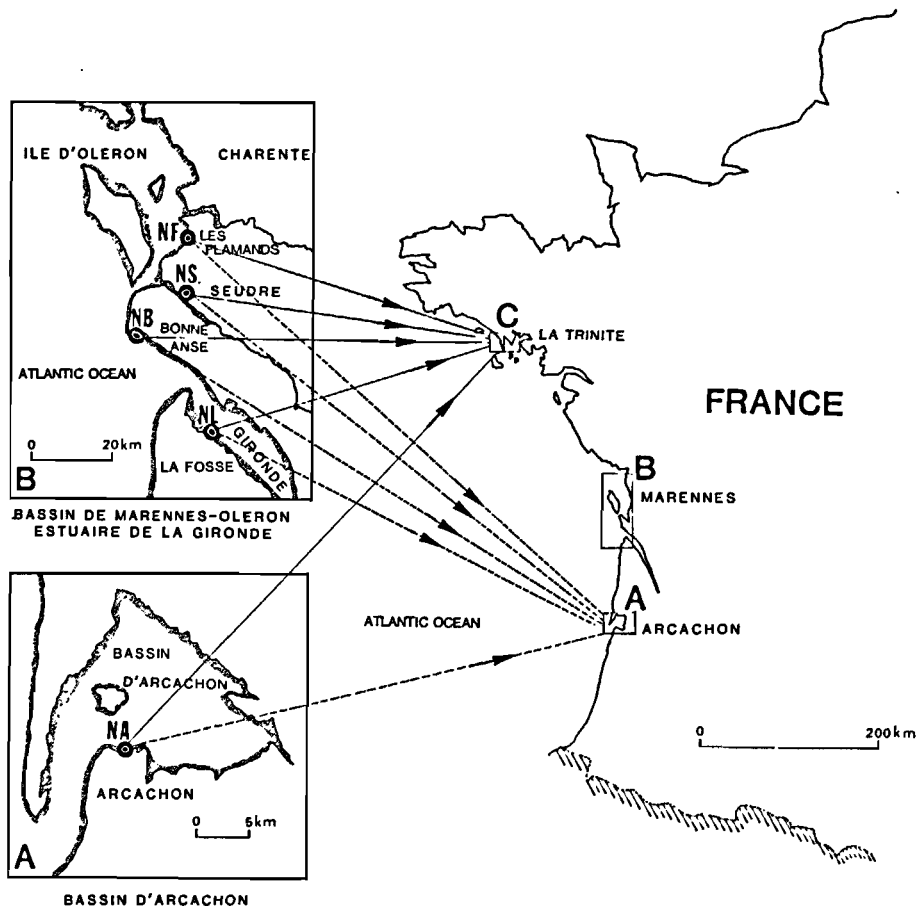 ILE D'OLERON
CHARENTE
NF
LES
FLAMANDS
NS
SEUDRE
NB
BONNE
ANSE
ATLANTIC OCEAN
NL
GIRONDE
LA FOSSE
0 20km
B
BASSIN DE MARENNES-OLERON
ESTUAIRE DE LA GIRONDE
BASSIN
D'ARCACHON
NA
ARCACHON
0 5km
A
BASSIN D'ARCACHON
C
LA TRINITE
FRANCE
B
MARENNES
A
ARCACHON
ATLANTIC OCEAN
0 200km